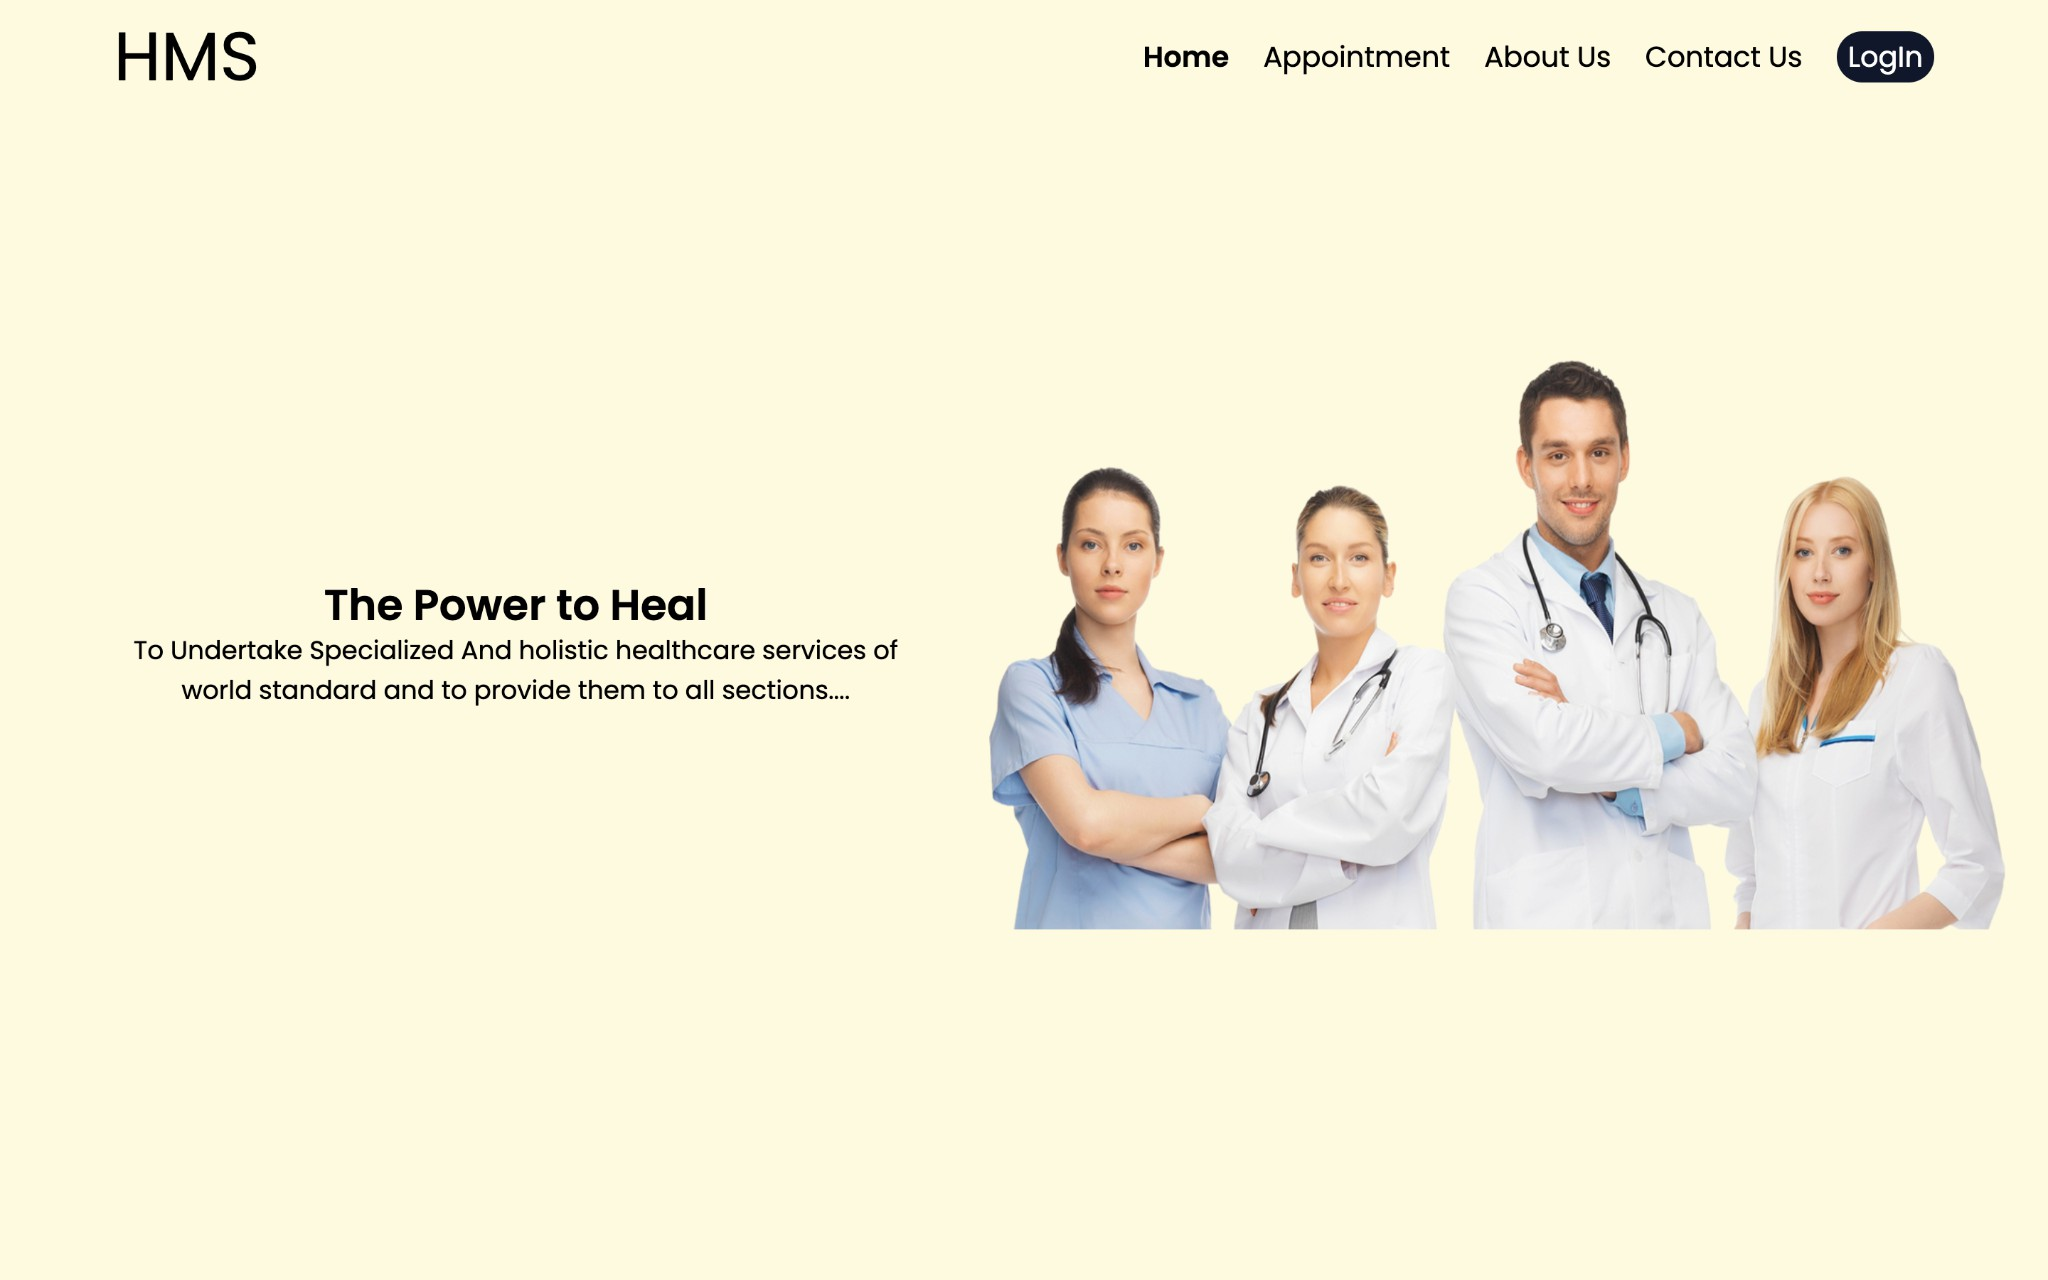 HMS
Home Appointment About Us Contact Us LogIn
The Power to Heal
To Undertake Specialized And holistic healthcare services of
world standard and to provide them to all sections....